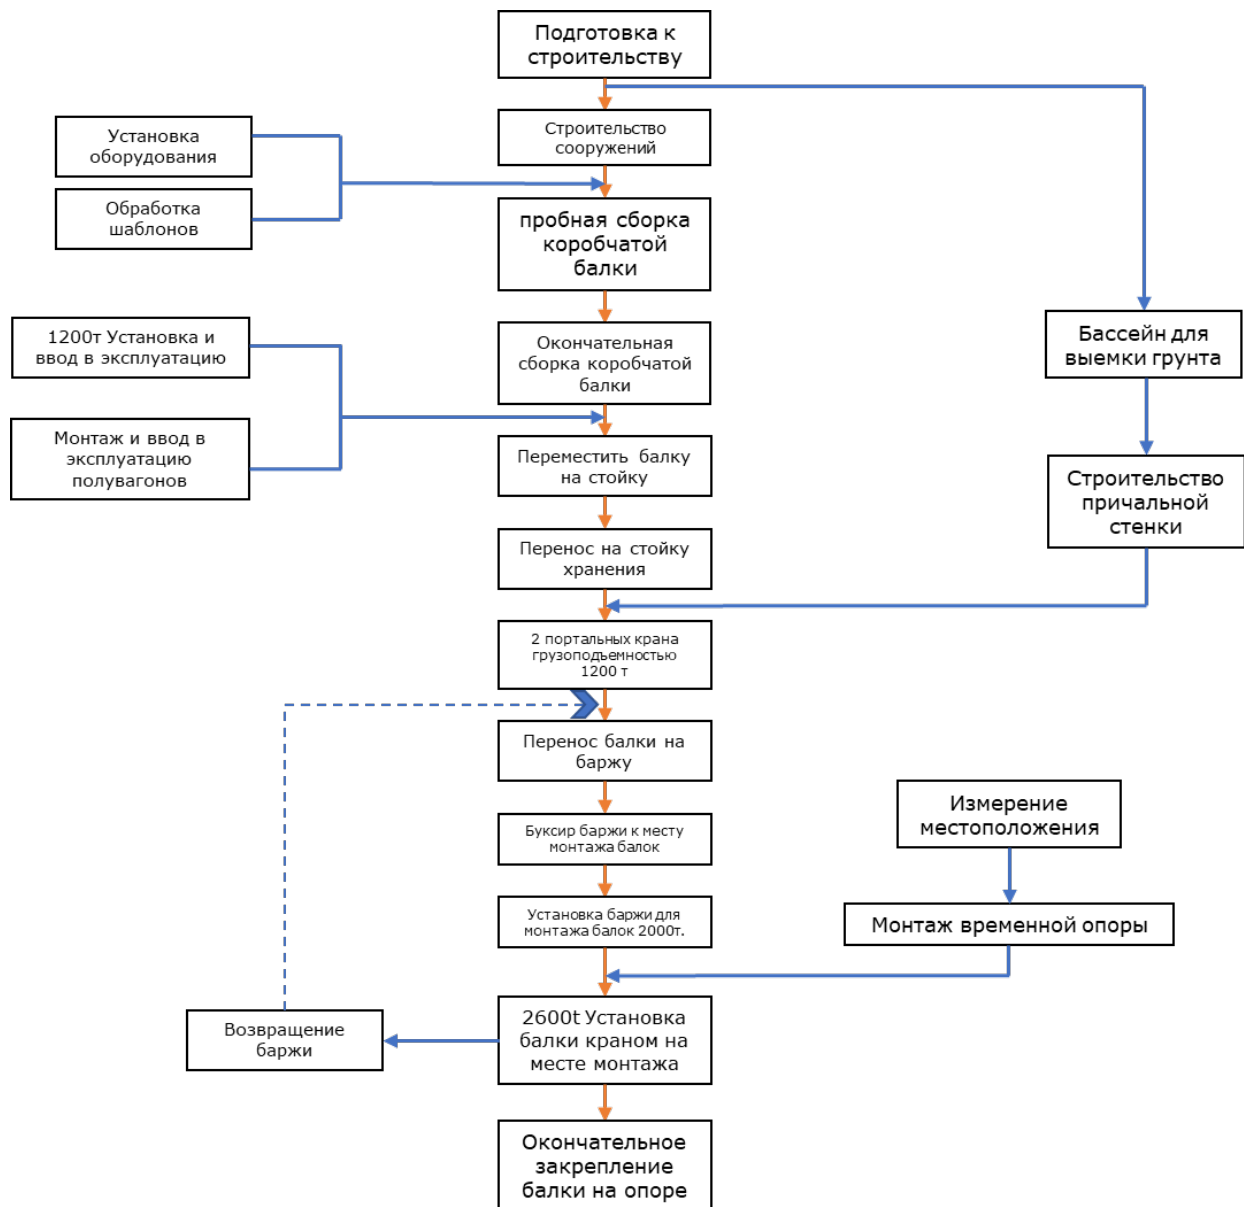 Подготовка к
строительству
Строительство
сооружений
Установка
оборудования
Обработка
шаблонов
пробная сборка
коробчатой
балки
1200т Установка и
ввод в эксплуатацию
Окончательная
сборка коробчатой
балки
Бассейн для
выемки грунта
Монтаж и ввод в
эксплуатацию
полувагонов
Переместить балку
на стойку
Строительство
причальной
стенки
Перенос на стойку
хранения
2 портальных крана
грузоподъемностью
1200 т
Перенос балки на
баржу
Буксир баржи к месту
монтажа балок
Измерение
местоположения
Установка баржи для
монтажа балок 2000т.
Монтаж временной опоры
2600t Установка
балки краном на
месте монтажа
Возвращение
баржи
Окончательное
закрепление
балки на опоре